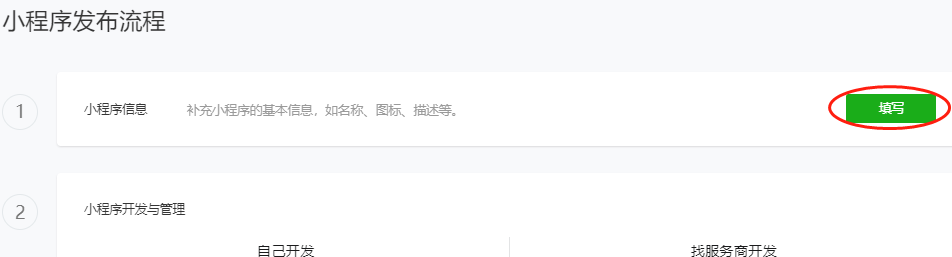 小程序发布流程
1
小程序信息 补充小程序的基本信息，如名称、图标、描述等。 填写
2
小程序开发与管理
自己开发 找服务商开发